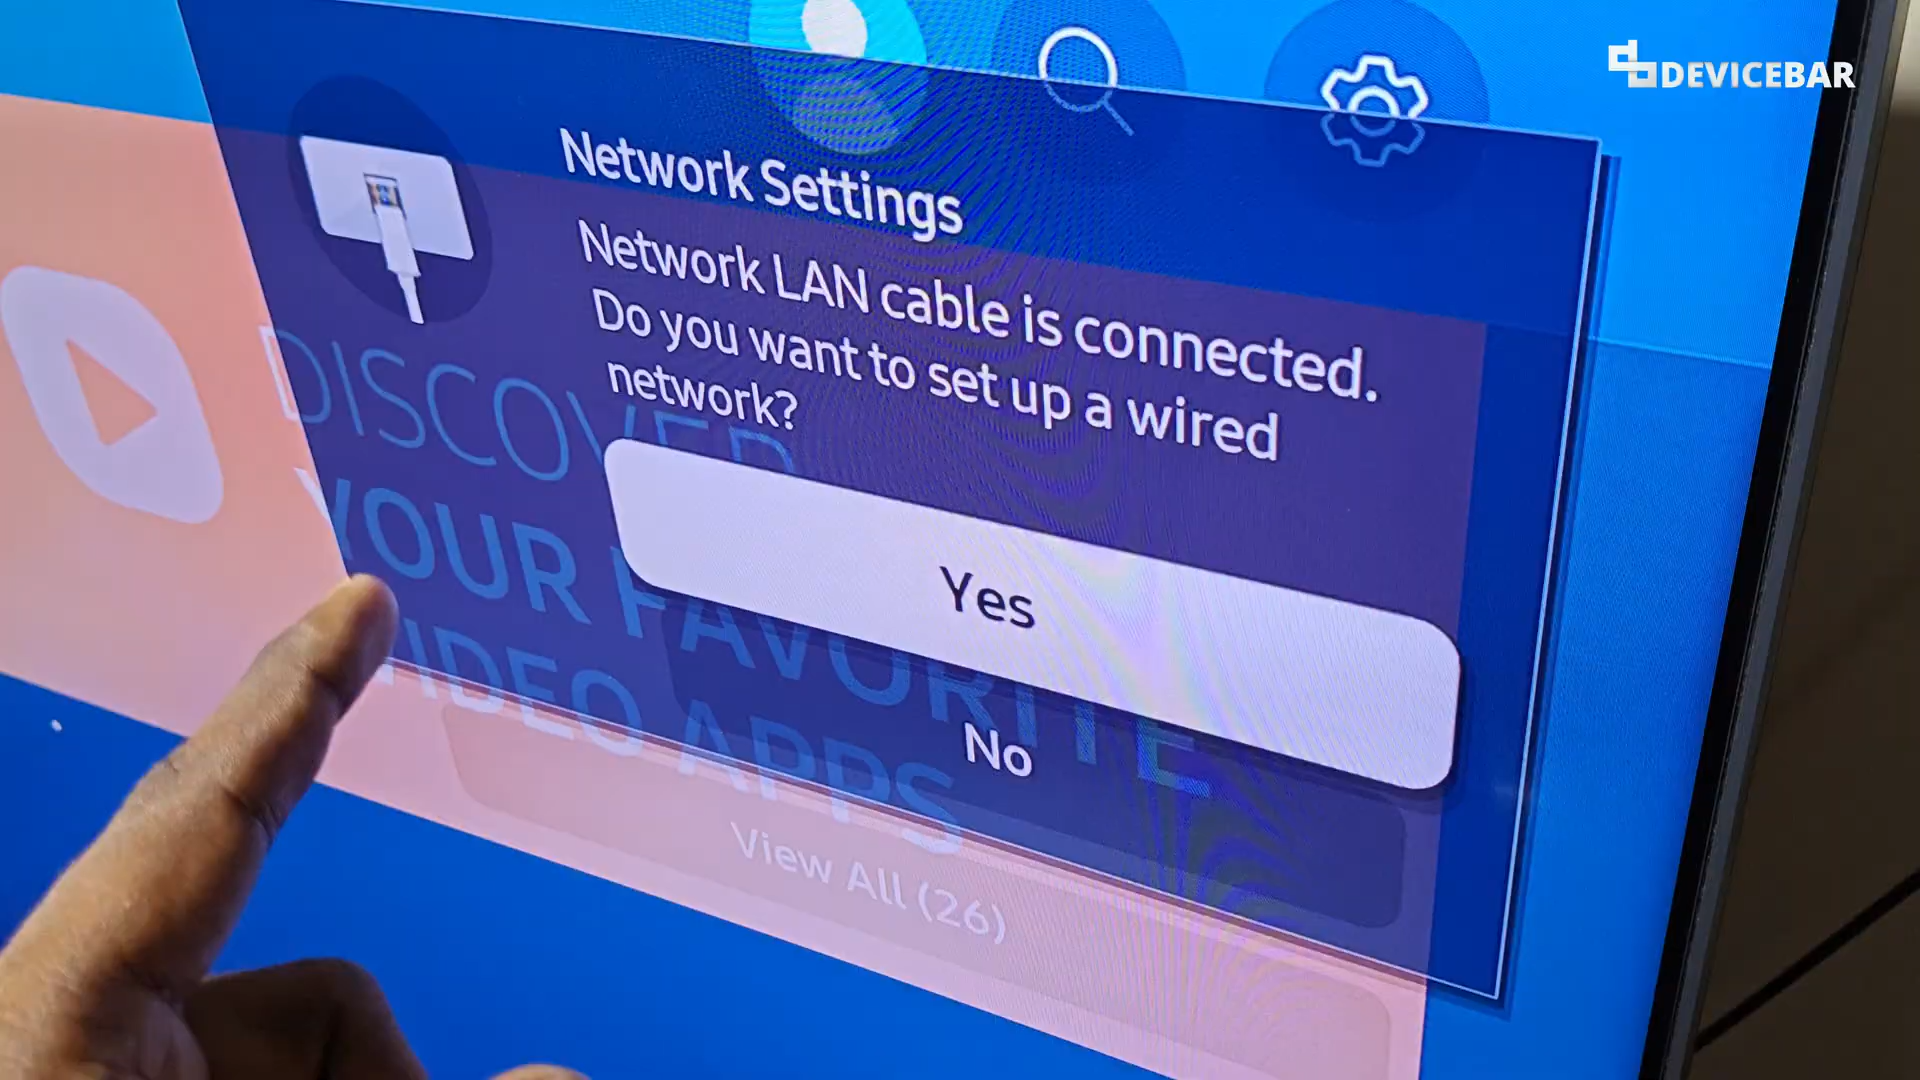 DEVICEBAR
Network Settings
Network LAN cable is connected.
Do you want to set up a wired
network?
Yes
No
DISCOVER
YOUR FAVORITE
VIDEO APPS
View All (26)